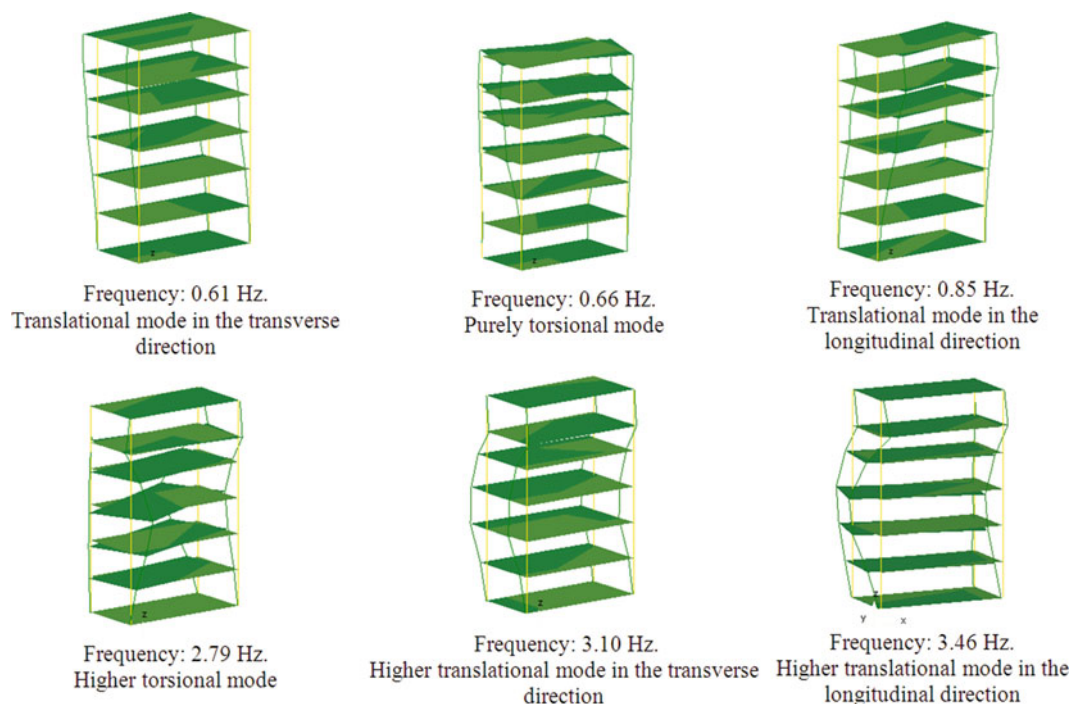 z
Frequency: 0.61 Hz.
Translational mode in the transverse
direction
z
Frequency: 0.66 Hz.
Purely torsional mode
z
Frequency: 0.85 Hz.
Translational mode in the
longitudinal direction
z
Frequency: 2.79 Hz.
Higher torsional mode
z
Frequency: 3.10 Hz.
Higher translational mode in the transverse
direction
z
y x
Frequency: 3.46 Hz.
Higher translational mode in the
longitudinal direction